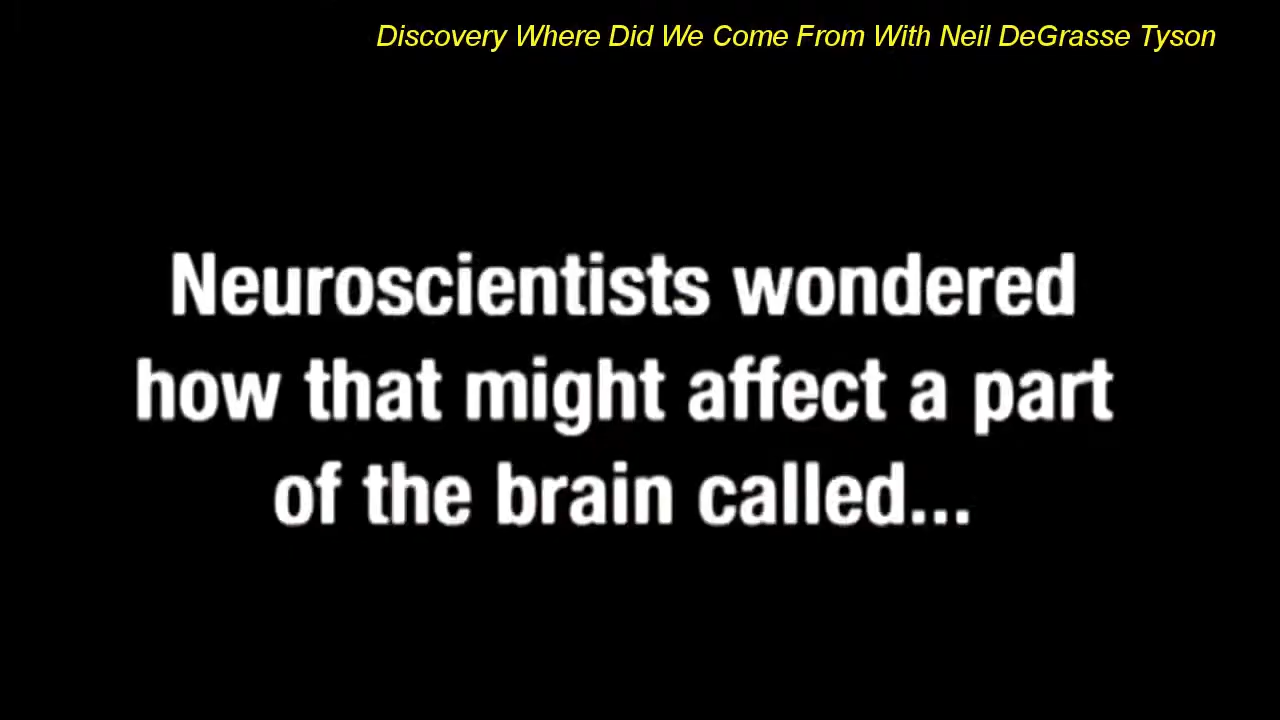 Discovery Where Did We Come From With Neil DeGrasse Tyson
Neuroscientists wondered
how that might affect a part
of the brain called...